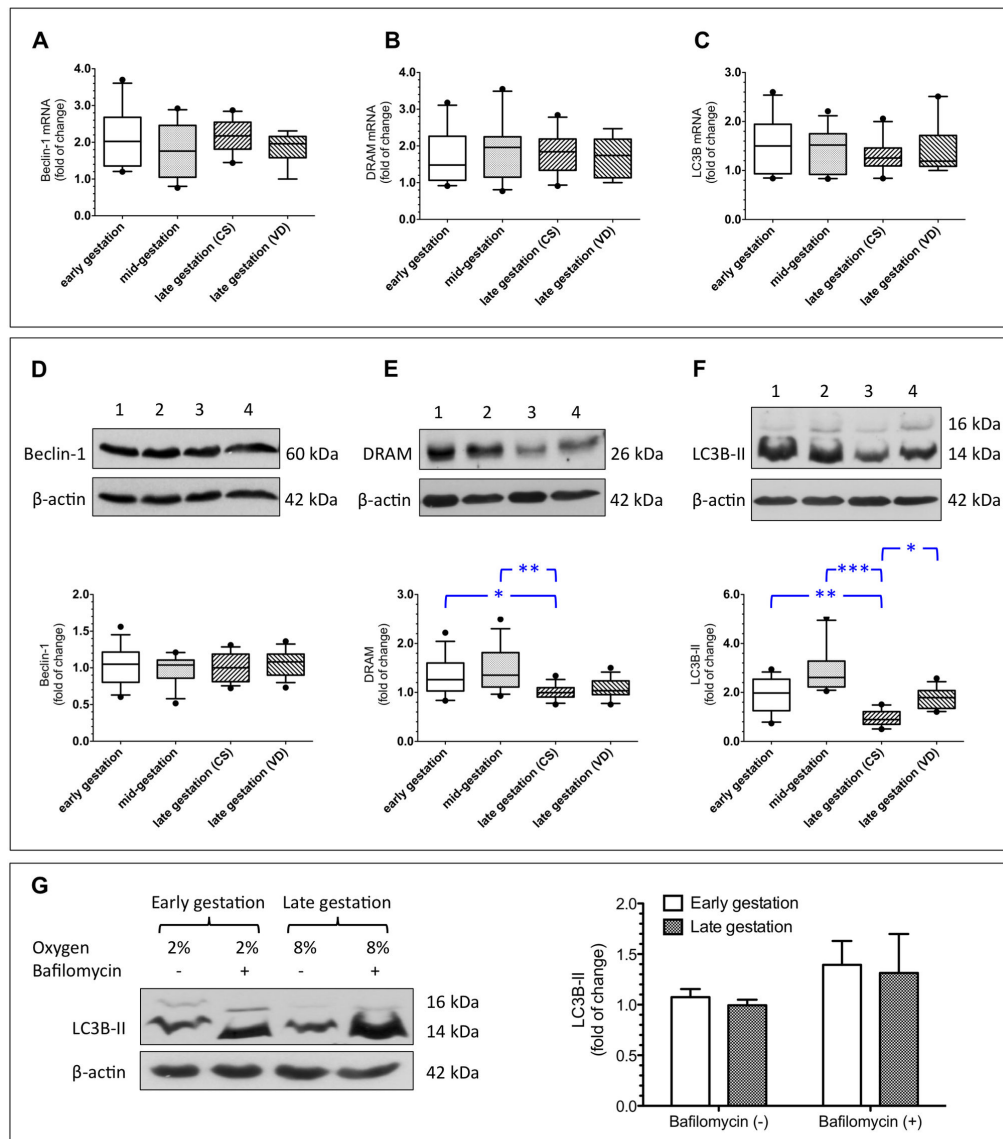 A
B
C
Beclin-1 mRNA
(fold of change)
4.0
3.0
2.0
1.0
0.0
early gestation
mid-gestation
late gestation (CS)
late gestation (VD)
DRAM mRNA
(fold of change)
4.0
3.0
2.0
1.0
0.0
early gestation
mid-gestation
late gestation (CS)
late gestation (VD)
LC3B mRNA
(fold of change)
3.0
2.0
1.0
0.0
early gestation
mid-gestation
late gestation (CS)
late gestation (VD)
D
E
F
1 2 3 4
Beclin-1 60 kDa
β-actin 42 kDa
1 2 3 4
DRAM 26 kDa
β-actin 42 kDa
1 2 3 4
16 kDa
LC3B-II 14 kDa
β-actin 42 kDa
Beclin-1
(fold of change)
2.0
1.5
1.0
0.5
0.0
early gestation
mid-gestation
late gestation (CS)
late gestation (VD)
**
*
DRAM
(fold of change)
3.0
2.0
1.0
0.0
early gestation
mid-gestation
late gestation (CS)
late gestation (VD)
*
***
**
LC3B-II
(fold of change)
6.0
4.0
2.0
0.0
early gestation
mid-gestation
late gestation (CS)
late gestation (VD)
G
Early gestation Late gestation
Oxygen 2% 2% 8% 8%
Bafilomycin - + - +
16 kDa
LC3B-II 14 kDa
β-actin 42 kDa
Early gestation
Late gestation
LC3B-II
(fold of change)
2.0
1.5
1.0
0.5
0.0
Bafilomycin (-) Bafilomycin (+)